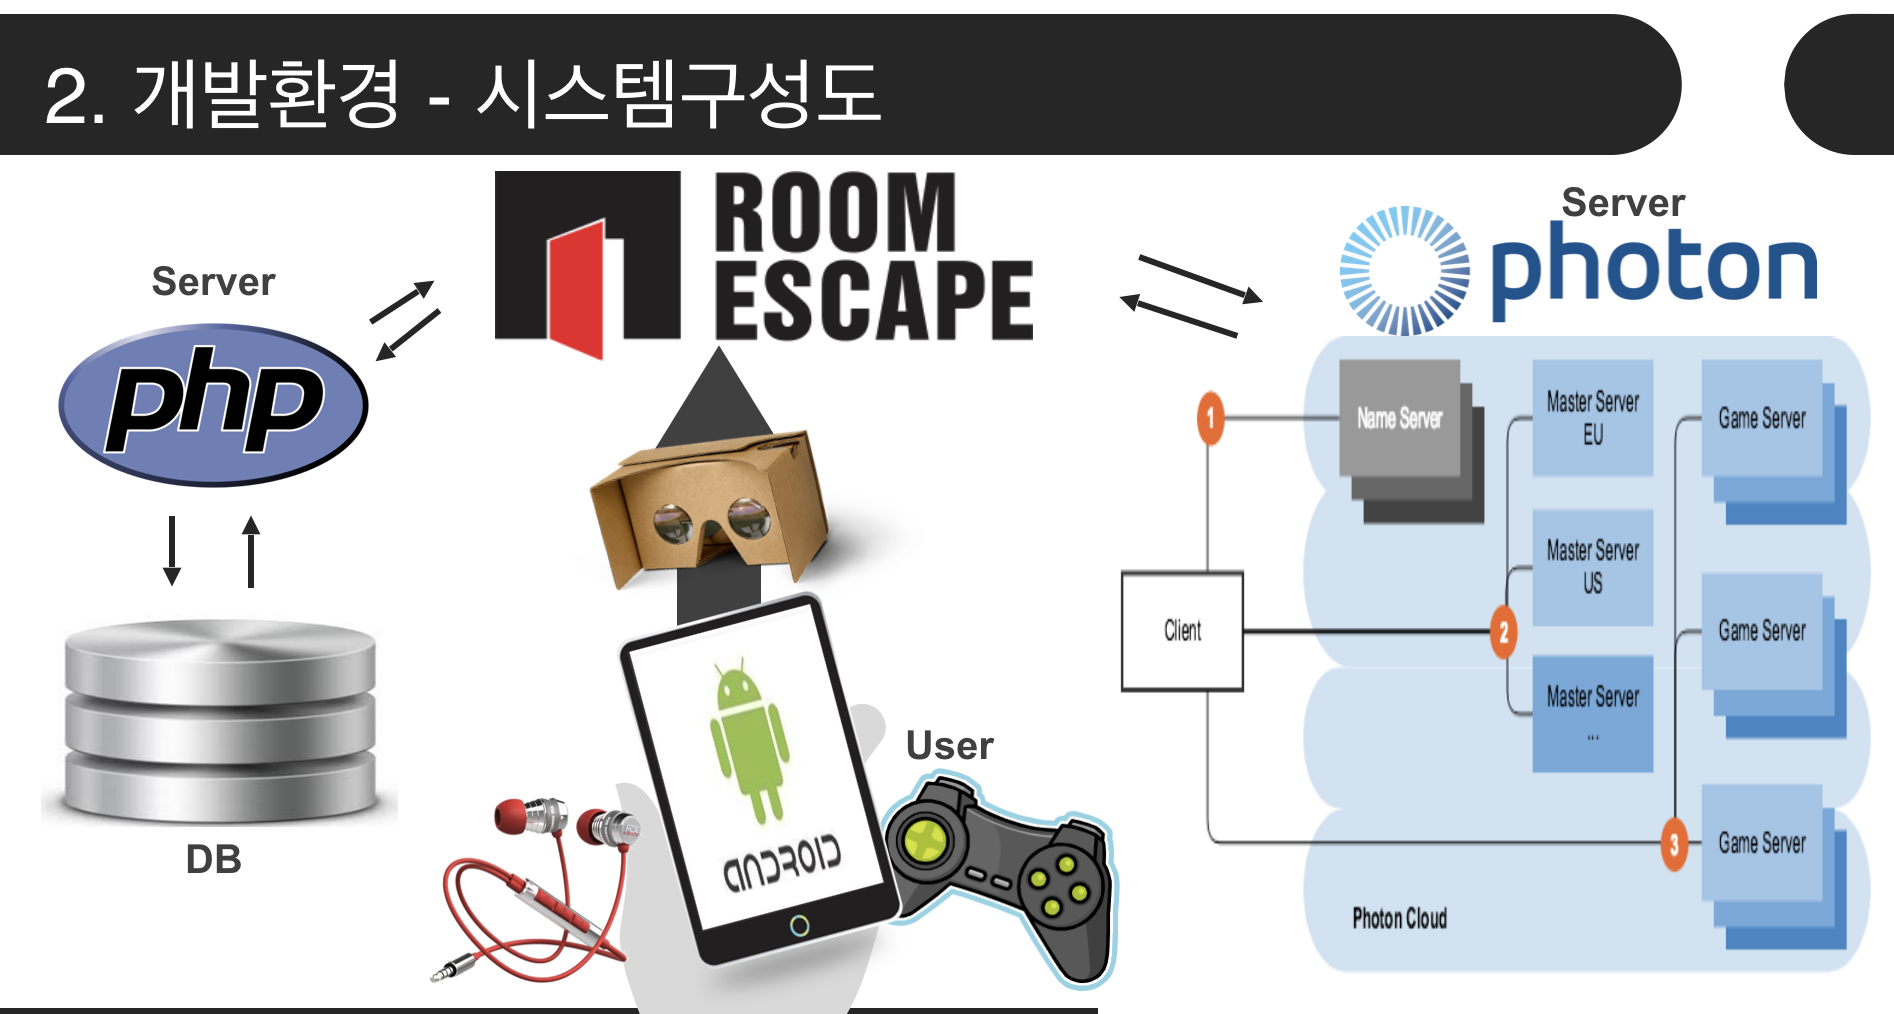 2. 개발환경 - 시스템구성도
ROOM
ESCAPE
Server
photon
Server
php
DB
User
ANDROID
1
Name Server
Master Server
EU
Game Server
Master Server
US
Client
2
Game Server
Master Server
...
3
Game Server
Photon Cloud